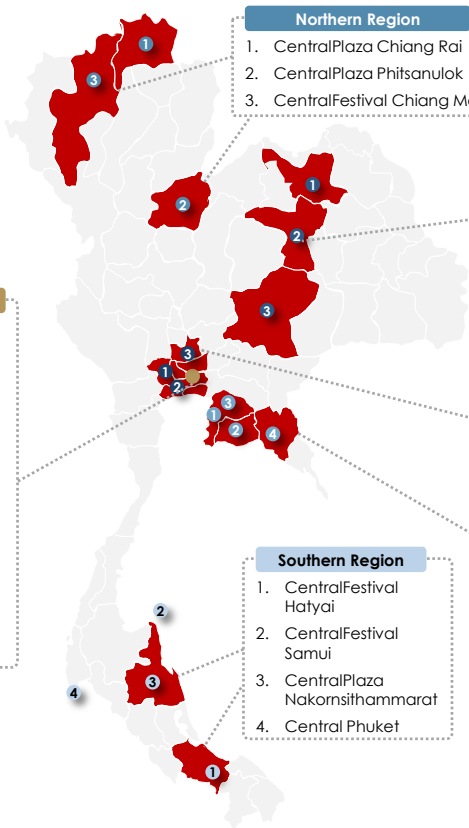 Northern Region
1. CentralPlaza Chiang Rai
2. CentralPlaza Phitsanulok
3. CentralFestival Chiang
1
3
2
1
2
3
3
1
2
3
1
2
4
Southern Region
1. CentralFestival
Hatyai
2. CentralFestival
Samui
3. CentralPlaza
Nakornsithammarat
4. Central Phuket
2
3
4
1